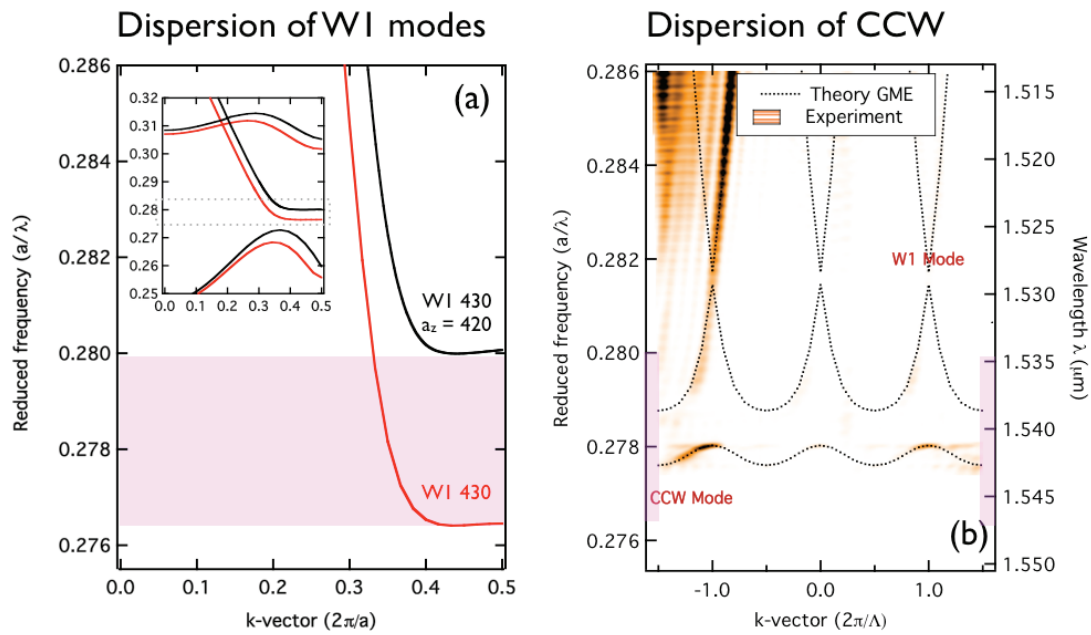 Dispersion of W1 modes
Dispersion of CCW
(a)
0.286
0.284
0.282
0.280
0.278
0.276
Reduced frequency (a/λ)
0.32
0.31
0.30
0.29
0.28
0.27
0.26
0.25
0.0 0.1 0.2 0.3 0.4 0.5
W1 430
a_z = 420
W1 430
0.0 0.1 0.2 0.3 0.4 0.5
k-vector (2π/a)
0.286
0.284
0.282
0.280
0.278
0.276
Reduced frequency (a/λ)
Theory GME
Experiment
W1 Mode
CCW Mode
(b)
-1.0 0.0 1.0
k-vector (2π/Λ)
1.515
1.520
1.525
1.530
1.535
1.540
1.545
1.550
Wavelength λ (μm)